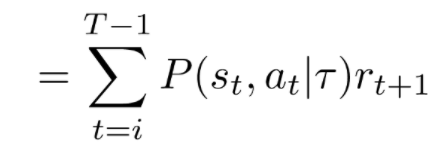 = \sum_{t=i}^{T-1} P(s_t, a_t|\tau) r_{t+1}